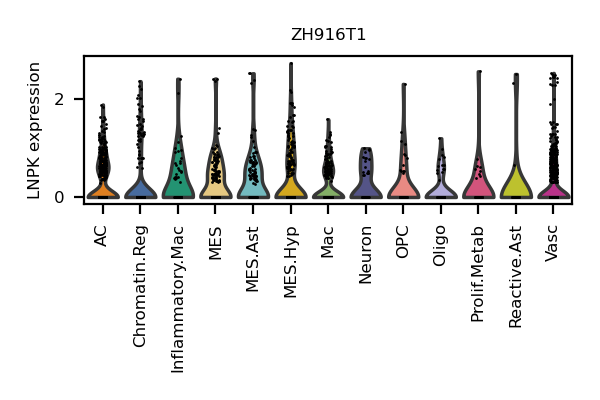 ZH916T1
LNPK expression
2
0
AC
Chromatin.Reg
Inflammatory.Mac
MES
MES.Ast
MES.Hyp
Mac
Neuron
OPC
Oligo
Prolif.Metab
Reactive.Ast
Vasc